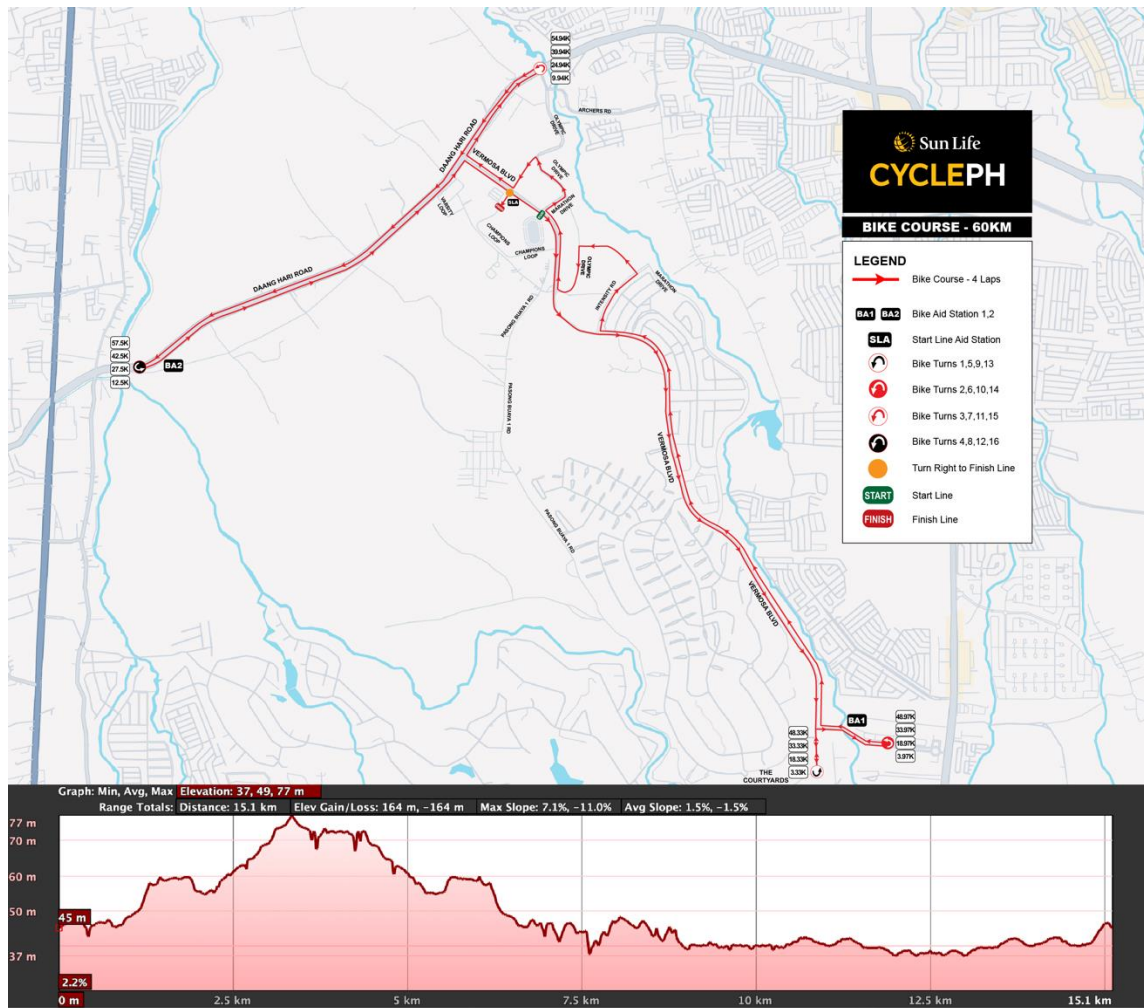 54.94K
39.94K
24.94K
9.94K
ARCHERS RD
OLYMPIC DRIVE
DAANG HARI ROAD
VERMOSA BLVD
OLYMPIC DRIVE
SLA
MARATHON DRIVE
VARSITY LOOP
CHAMPIONS LOOP
CHAMPIONS LOOP
OLYMPIC DRIVE
MARATHON DRIVE
INTENSITY RD
DAANG HARI ROAD
PASONG BUAYA 1 RD
57.5K
42.5K
27.5K
12.5K
BA2
PASONG BUAYA 1 RD
VERMOSA BLVD
PASONG BUAYA 1 RD
VERMOSA BLVD
BA1
48.97K
33.97K
18.97K
3.97K
48.33K
33.33K
18.33K
3.33K
THE COURTYARDS
Sun Life
CYCLEPH
BIKE COURSE - 60KM
LEGEND
Bike Course - 4 Laps
BA1 BA2 Bike Aid Station 1,2
SLA Start Line Aid Station
Bike Turns 1,5,9,13
Bike Turns 2,6,10,14
Bike Turns 3,7,11,15
Bike Turns 4,8,12,16
Turn Right to Finish Line
START Start Line
FINISH Finish Line
Graph: Min, Avg, Max Elevation: 37, 49, 77 m
Range Totals: Distance: 15.1 km Elev Gain/Loss: 164 m, -164 m Max Slope: 7.1%, -11.0% Avg Slope: 1.5%, -1.5%
77 m
70 m
60 m
50 m
45 m
37 m
2.2%
0 m 2.5 km 5 km 7.5 km 10 km 12.5 km 15.1 km